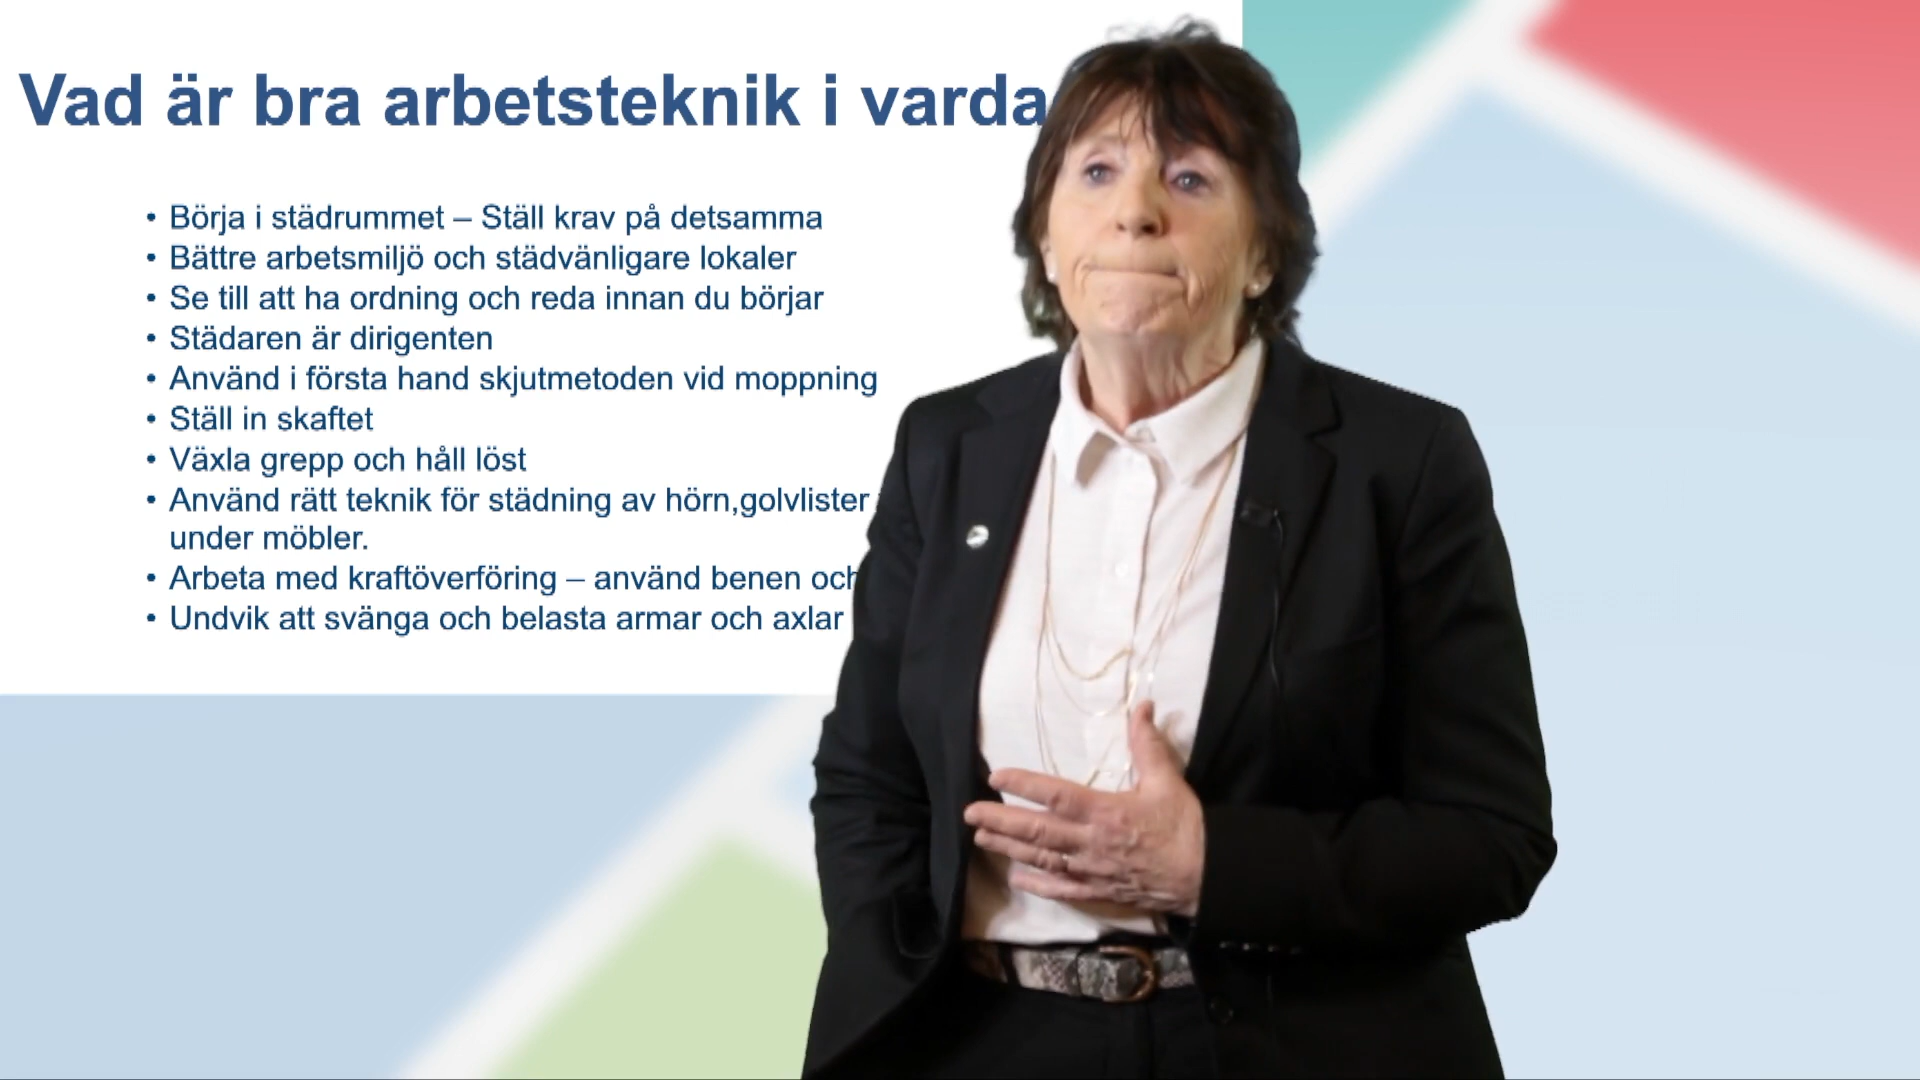 Vad är bra arbetsteknik i varda
• Börja i städrummet – Ställ krav på detsamma
• Bättre arbetsmiljö och städvänligare lokaler
• Se till att ha ordning och reda innan du börjar
• Städaren är dirigenten
• Använd i första hand skjutmetoden vid moppning
• Ställ in skaftet
• Växla grepp och håll löst
• Använd rätt teknik för städning av hörn,golvlister
under möbler.
• Arbeta med kraftöverföring – använd benen och
• Undvik att svänga och belasta armar och axlar